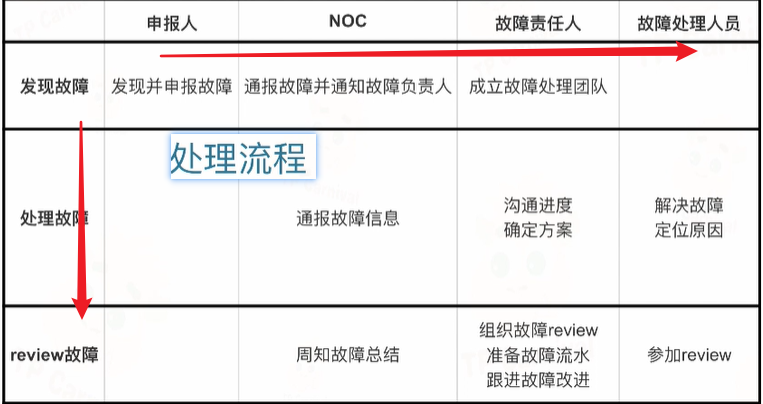 申报人 NOC 故障责任人 故障处理人员
发现故障 发现并申报故障 通报故障并通知故障负责人 成立故障处理团队
处理流程
处理故障 通报故障信息 沟通进度 解决故障
确定方案 定位原因
review故障 周知故障总结 组织故障review 参加review
准备故障流水
跟进故障改进